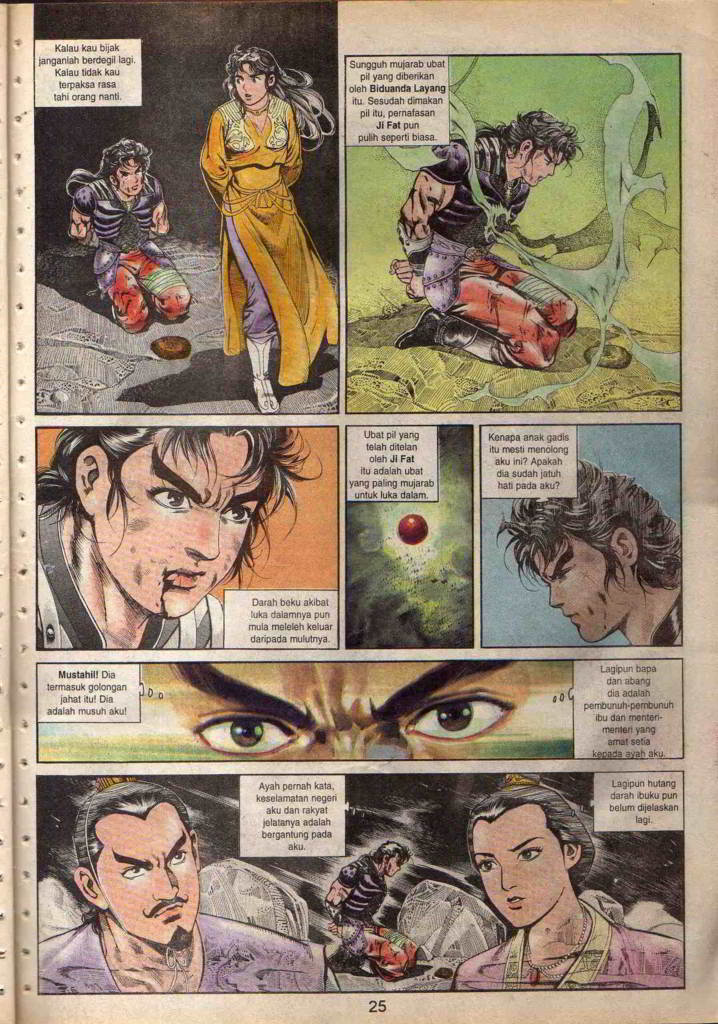 Kalau kau bijak
janganlah berdegil lagi.
Kalau tidak kau
terpaksa rasa
tahi orang nanti.
Sungguh mujarab ubat
pil yang diberikan
oleh Biduanda Layang
itu. Sesudah dimakan
pil itu, pernafasan
Ji Fat pun
pulih seperti biasa.
Darah beku akibat
luka dalamnya pun
mula meleleh keluar
daripada mulutnya.
Ubat pil yang
telah ditelan
oleh Ji Fat
itu adalah ubat
yang paling mujarab
untuk luka dalam.
Kenapa anak gadis
itu mesti menolong
aku ini? Apakah
dia sudah jatuh
hati pada aku?
Mustahil! Dia
termasuk golongan
jahat itu! Dia
adalah musuh aku!
Lagipun bapa
dan abang
dia adalah
pembunuh-pembunuh
ibu dan menteri-
menteri yang
amat setia
kepada ayah aku.
Ayah pernah kata,
keselamatan negeri
aku dan rakyat
jelatanya adalah
bergantung pada
aku.
Lagipun hutang
darah ibuku pun
belum dijelaskan
lagi.
25